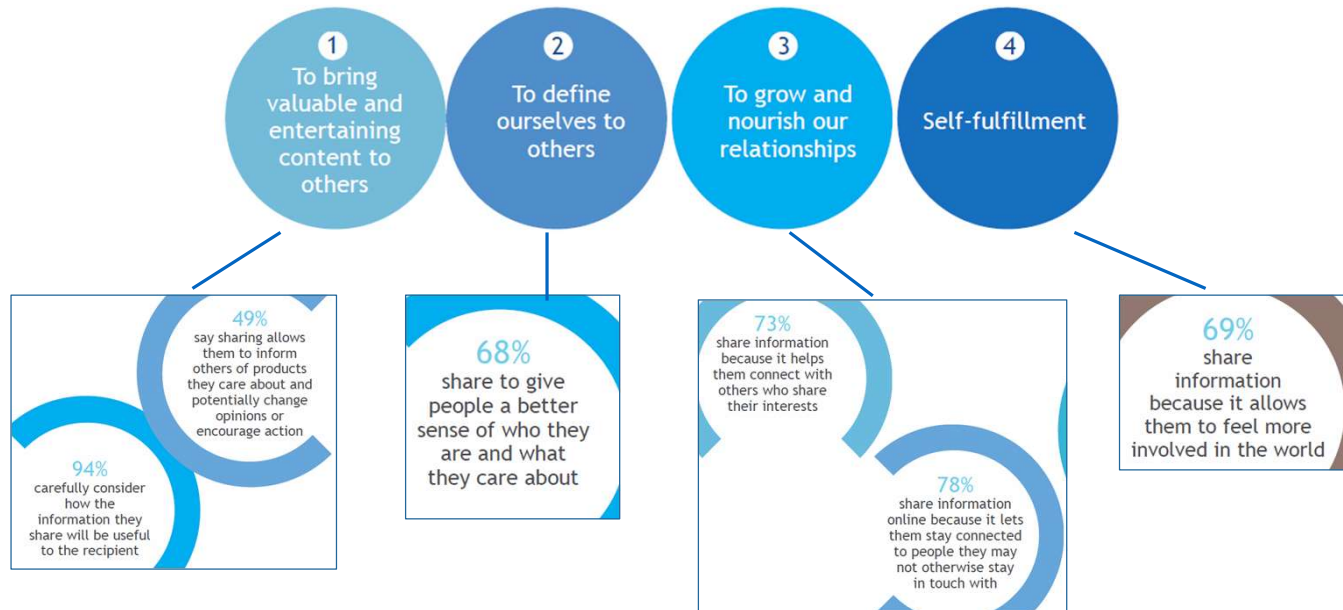 1
To bring
valuable and
entertaining
content to
others
2
To define
ourselves to
others
3
To grow and
nourish our
relationships
4
Self-fulfillment
49%
say sharing allows
them to inform
others of products
they care about and
potentially change
opinions or
encourage action
94%
carefully consider
how the
information they
share will be useful
to the recipient
68%
share to give
people a better
sense of who they
are and what
they care about
73%
share information
because it helps
them connect with
others who share
their interests
78%
share information
online because it lets
them stay connected
to people they may
not otherwise stay
in touch with
69%
share
information
because it allows
them to feel more
involved in the world